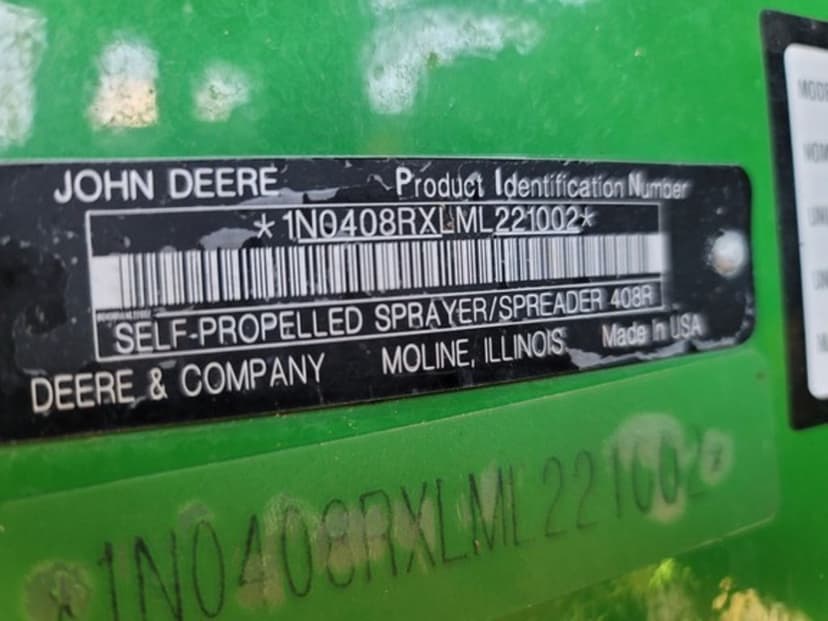 JOHN DEERE Product Identification Number
*1N0408RXLML221002*
SELF-PROPELLED SPRAYER/SPREADER 408R
DEERE & COMPANY MOLINE, ILLINOIS Made in USA
*1N0408RXLML221002*